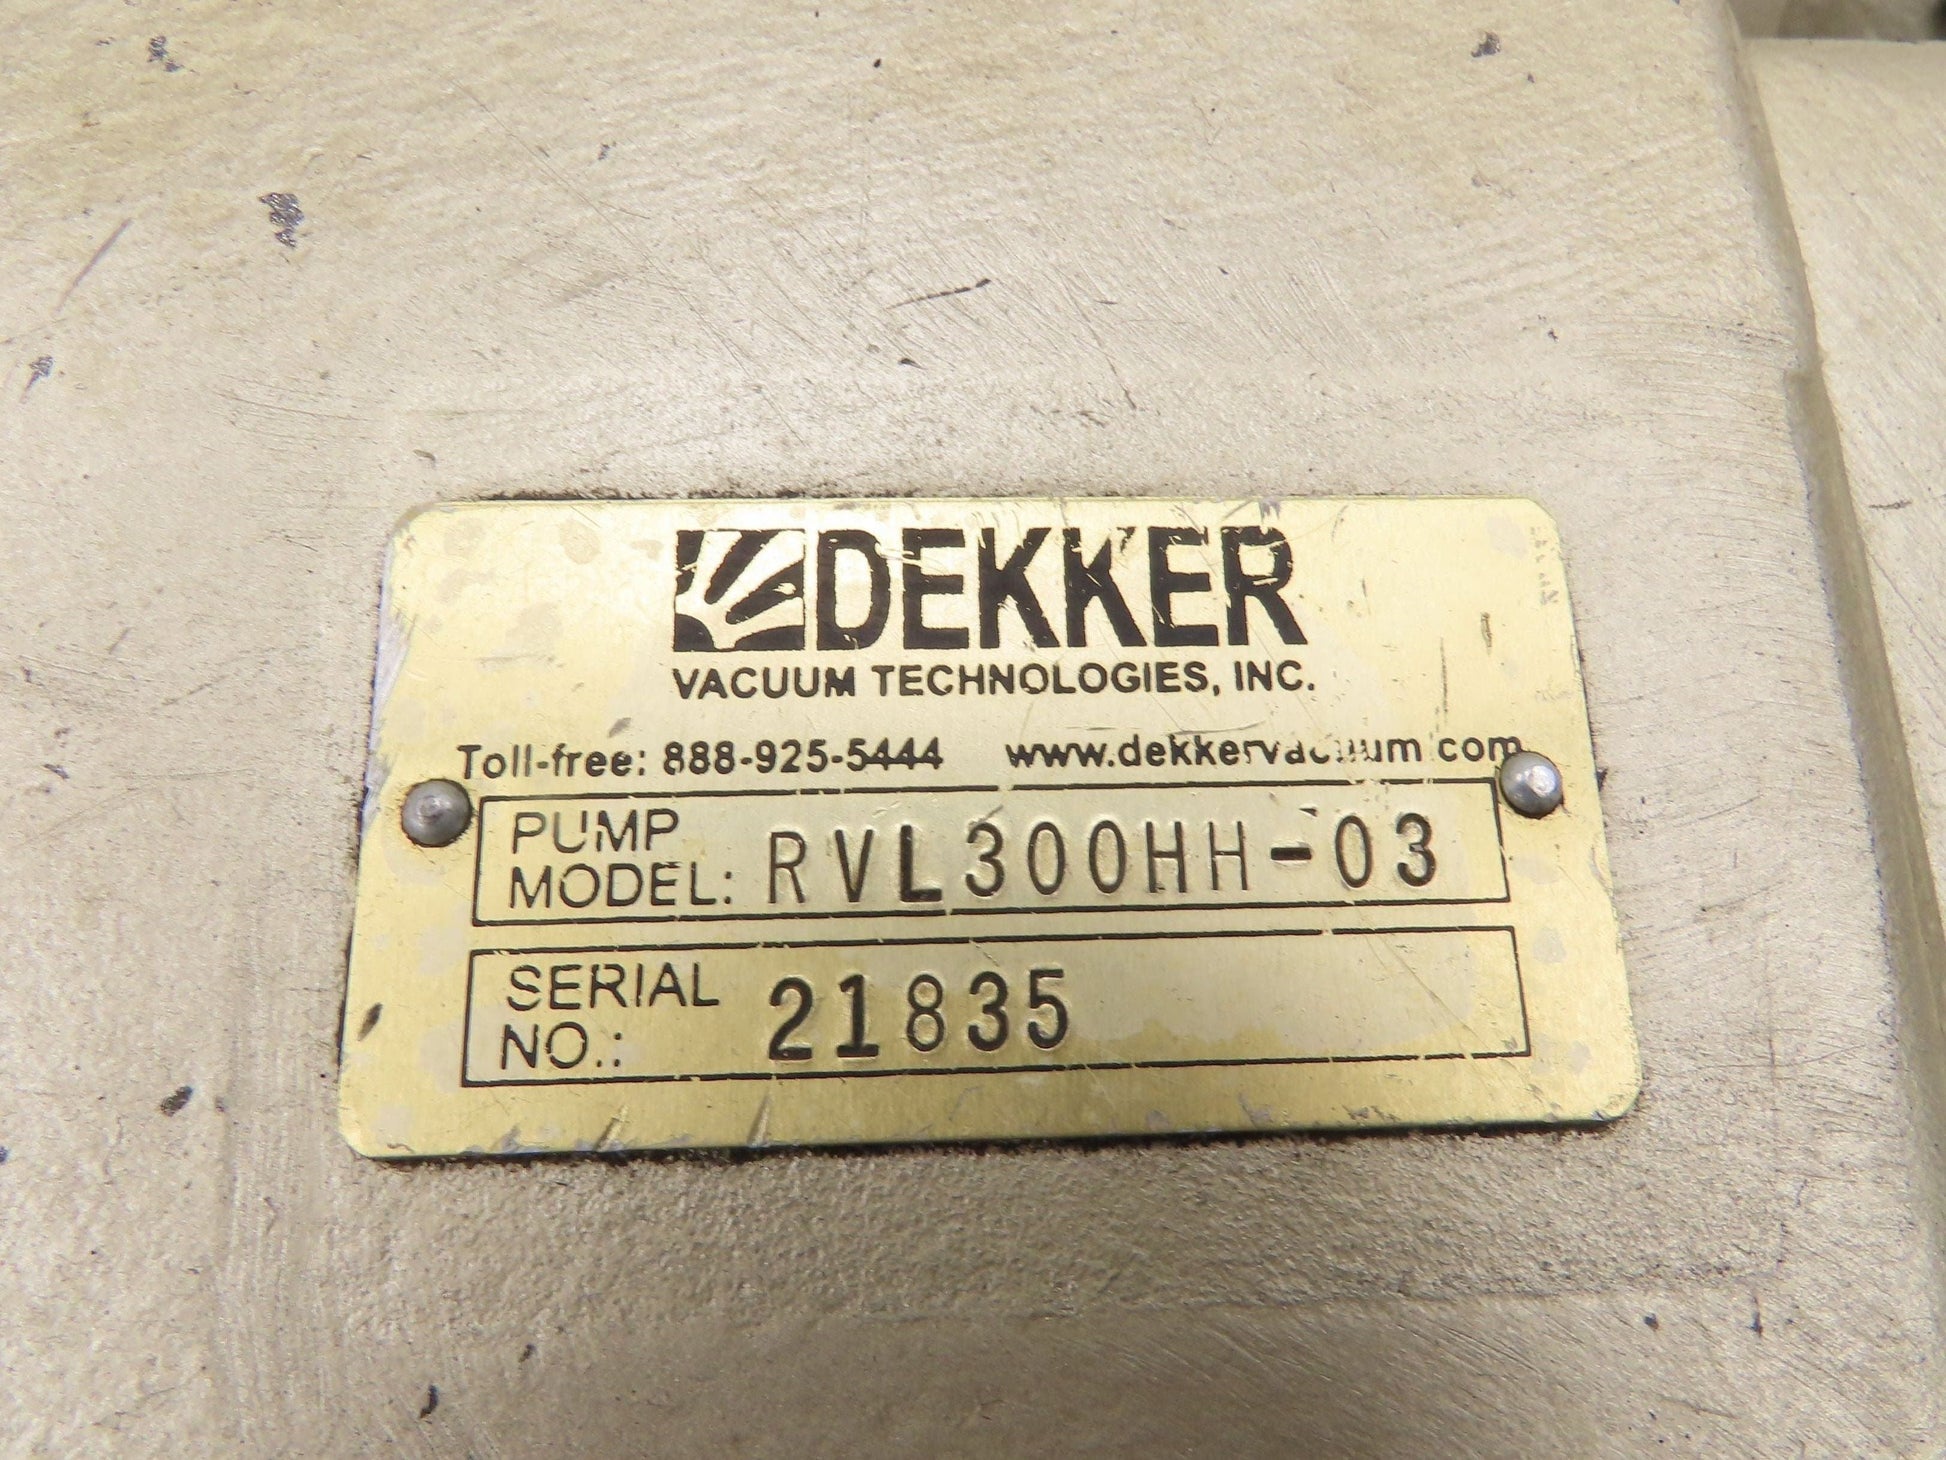 DEKKER
VACUUM TECHNOLOGIES, INC.
Toll-free: 888-925-5444 www.dekkervacuum.com
PUMP
MODEL: RVL300HH-03
SERIAL
NO.: 21835